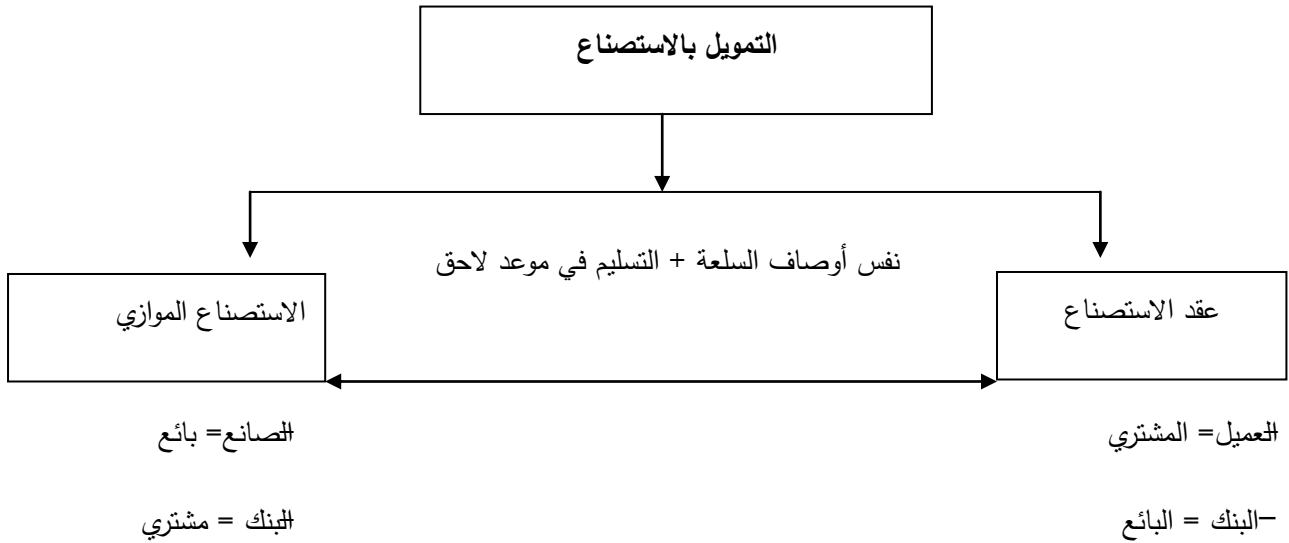 التمويل بالاستصناع
نفس أوصاف السلعة + التسليم في موعد لاحق
عقد الاستصناع
الاستصناع الموازي
-العميل= المشتري
-الصانع= بائع
-البنك = البائع
-البنك = مشتري